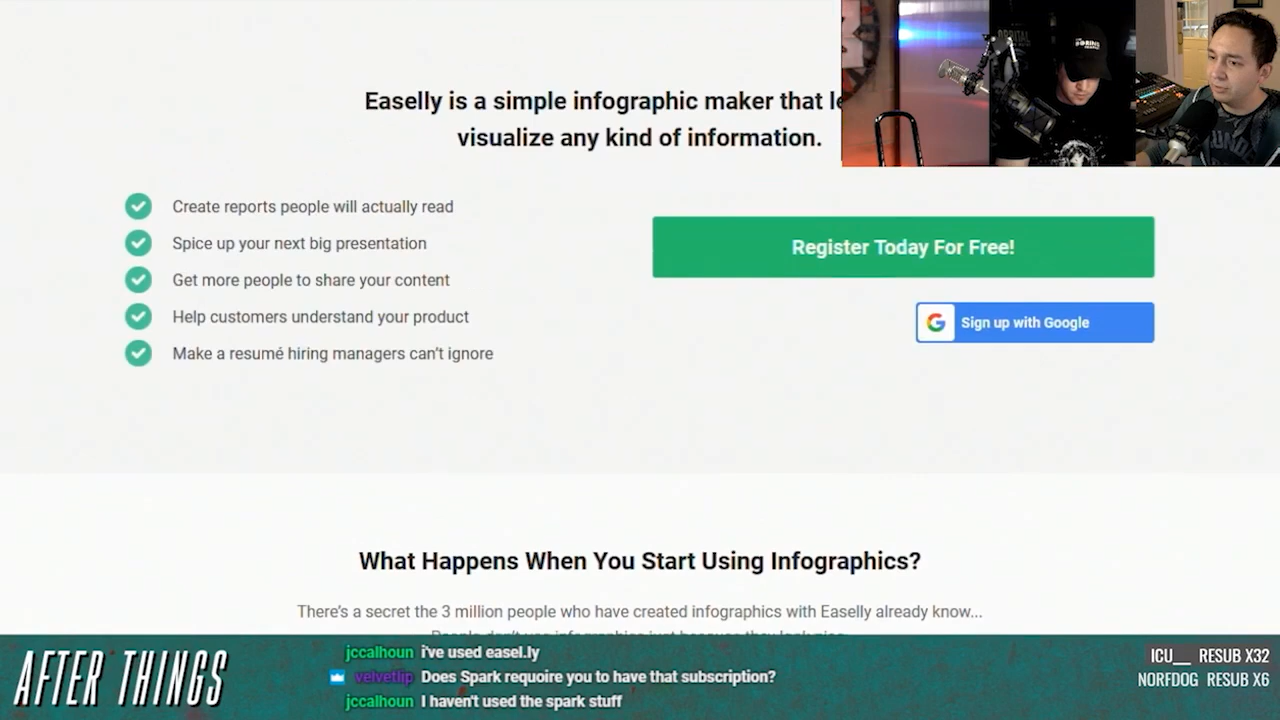 Easelly is a simple infographic maker that
visualize any kind of information.
Create reports people will actually read
Spice up your next big presentation
Get more people to share your content
Help customers understand your product
Make a resumé hiring managers can't ignore
Register Today For Free!
Sign up with Google
What Happens When You Start Using Infographics?
There's a secret the 3 million people who have created infographics with Easelly already know...
AFTER THINGS
jccalhoun i've used easel.ly
velvetlip Does Spark requoire you to have that subscription?
jccalhoun I haven't used the spark stuff
ICU__ RESUB X32
NORFDOG RESUB X6